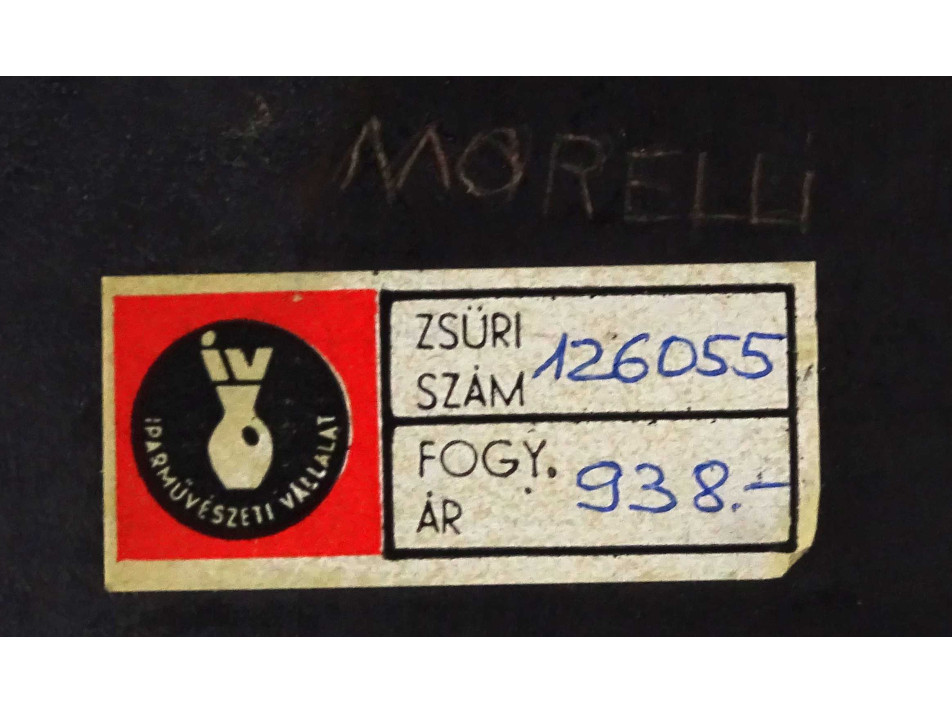 MORELLI
iv
IPARMŰVÉSZETI VÁLLALAT
ZSÜRI
SZÁM 126055
FOGY.
ÁR 938.-